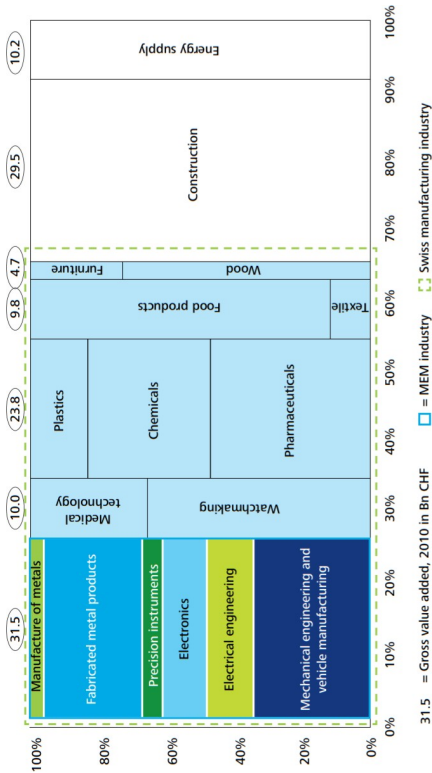 31.5
10.0
23.8
9.8
4.7
29.5
10.2
100%
80%
60%
40%
20%
0%
Manufacture of metals
Fabricated metal products
Precision instruments
Electronics
Electrical engineering
Mechanical engineering and
vehicle manufacturing
Medical
technology
Watchmaking
Plastics
Chemicals
Pharmaceuticals
Food products
Textile
Furniture
Wood
Construction
Energy supply
0%
10%
20%
30%
40%
50%
60%
70%
80%
90%
100%
31.5 = Gross value added, 2010 in Bn CHF
= MEM industry
Swiss manufacturing industry